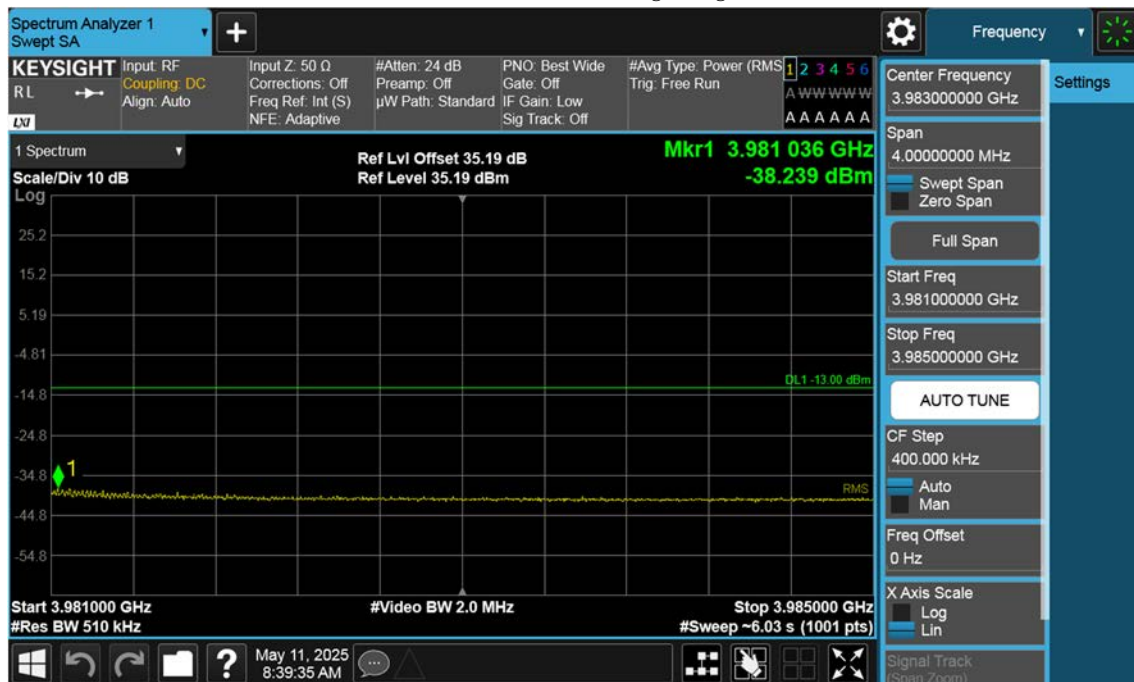 Spectrum Analyzer 1
Swept SA
+
Frequency
KEYSIGHT
RL
LXI
Input: RF
Coupling: DC
Align: Auto
Input Z: 50 Ω
Corrections: Off
Freq Ref: Int (S)
NFE: Adaptive
#Atten: 24 dB
Preamp: Off
µW Path: Standard
PNO: Best Wide
Gate: Off
IF Gain: Low
Sig Track: Off
#Avg Type: Power (RMS
Trig: Free Run
1 2 3 4 5 6
A W W W W W
A A A A A A
1 Spectrum
Scale/Div 10 dB
Ref Lvl Offset 35.19 dB
Ref Level 35.19 dBm
Mkr1 3.981 036 GHz
-38.239 dBm
Log
25.2
15.2
5.19
-4.81
DL1 -13.00 dBm
-14.8
-24.8
1
-34.8
RMS
-44.8
-54.8
Start 3.981000 GHz
#Res BW 510 kHz
#Video BW 2.0 MHz
Stop 3.985000 GHz
#Sweep ~6.03 s (1001 pts)
Center Frequency
3.983000000 GHz
Span
4.00000000 MHz
Swept Span
Zero Span
Full Span
Start Freq
3.981000000 GHz
Stop Freq
3.985000000 GHz
AUTO TUNE
CF Step
400.000 kHz
Auto
Man
Freq Offset
0 Hz
X Axis Scale
Log
Lin
Signal Track
(Span Zoom)
Settings
?
May 11, 2025
8:39:35 AM